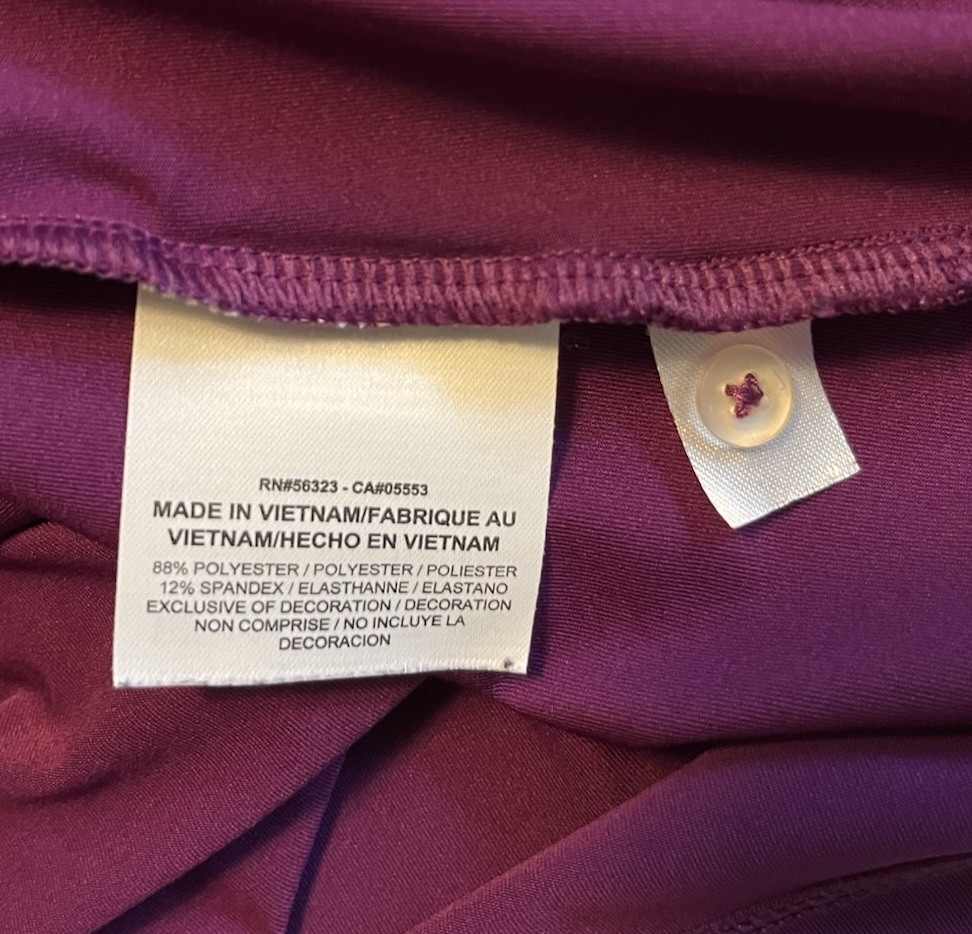 RN#56323 - CA#05553
MADE IN VIETNAM/FABRIQUE AU
VIETNAM/HECHO EN VIETNAM
88% POLYESTER / POLYESTER / POLIESTER
12% SPANDEX / ELASTHANNE / ELASTANO
EXCLUSIVE OF DECORATION / DECORATION
NON COMPRISE / NO INCLUYE LA
DECORACION